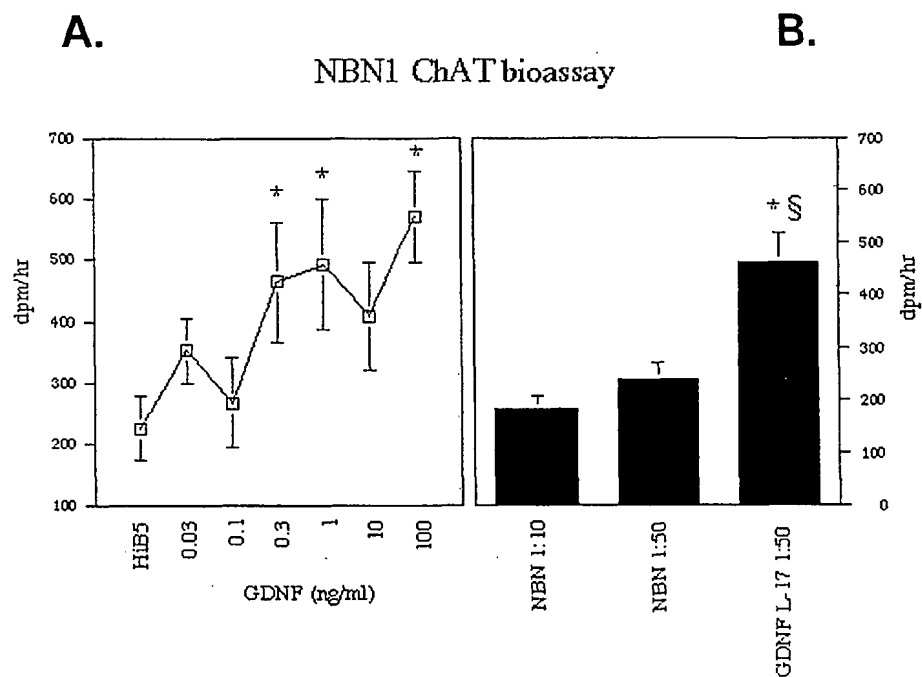 A.
B.
NBN1 ChAT bioassay
dpm/hr
700
600
500
400
300
200
100
*
*
*
HiB5
0.03
0.1
0.3
1
10
100
GDNF (ng/ml)
* §
700
600
500
400
300
200
100
0
dpm/hr
NBN 1:10
NBN 1:50
GDNF L-17 1:50